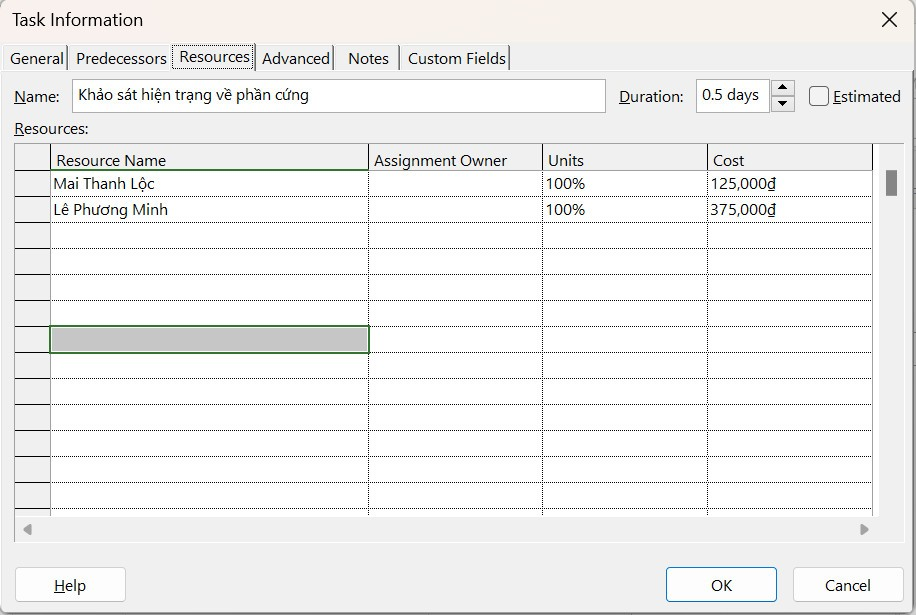 Task Information
General Predecessors Resources Advanced Notes Custom Fields
Name: Khảo sát hiện trạng về phần cứng Duration: 0.5 days Estimated
Resources:
Resource Name Assignment Owner Units Cost
Mai Thanh Lộc 100% 125,000₫
Lê Phương Minh 100% 375,000₫
Help OK Cancel